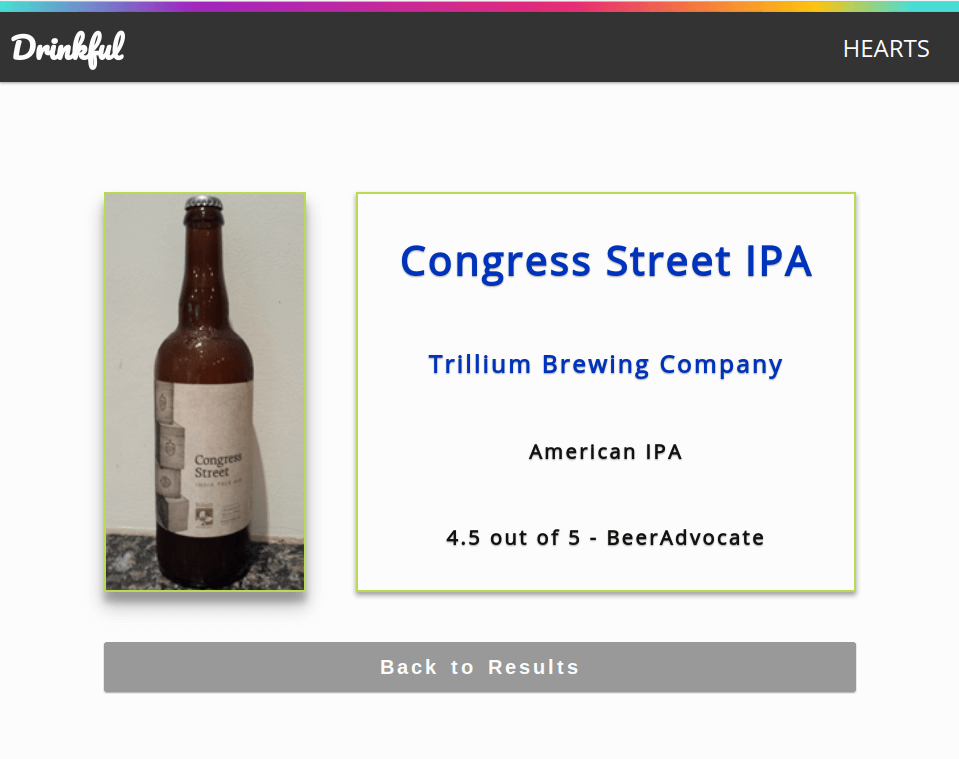 Drinkful
HEARTS
Congress
Street
INDIA PALE ALE
Congress Street IPA
Trillium Brewing Company
American IPA
4.5 out of 5 - BeerAdvocate
Back to Results